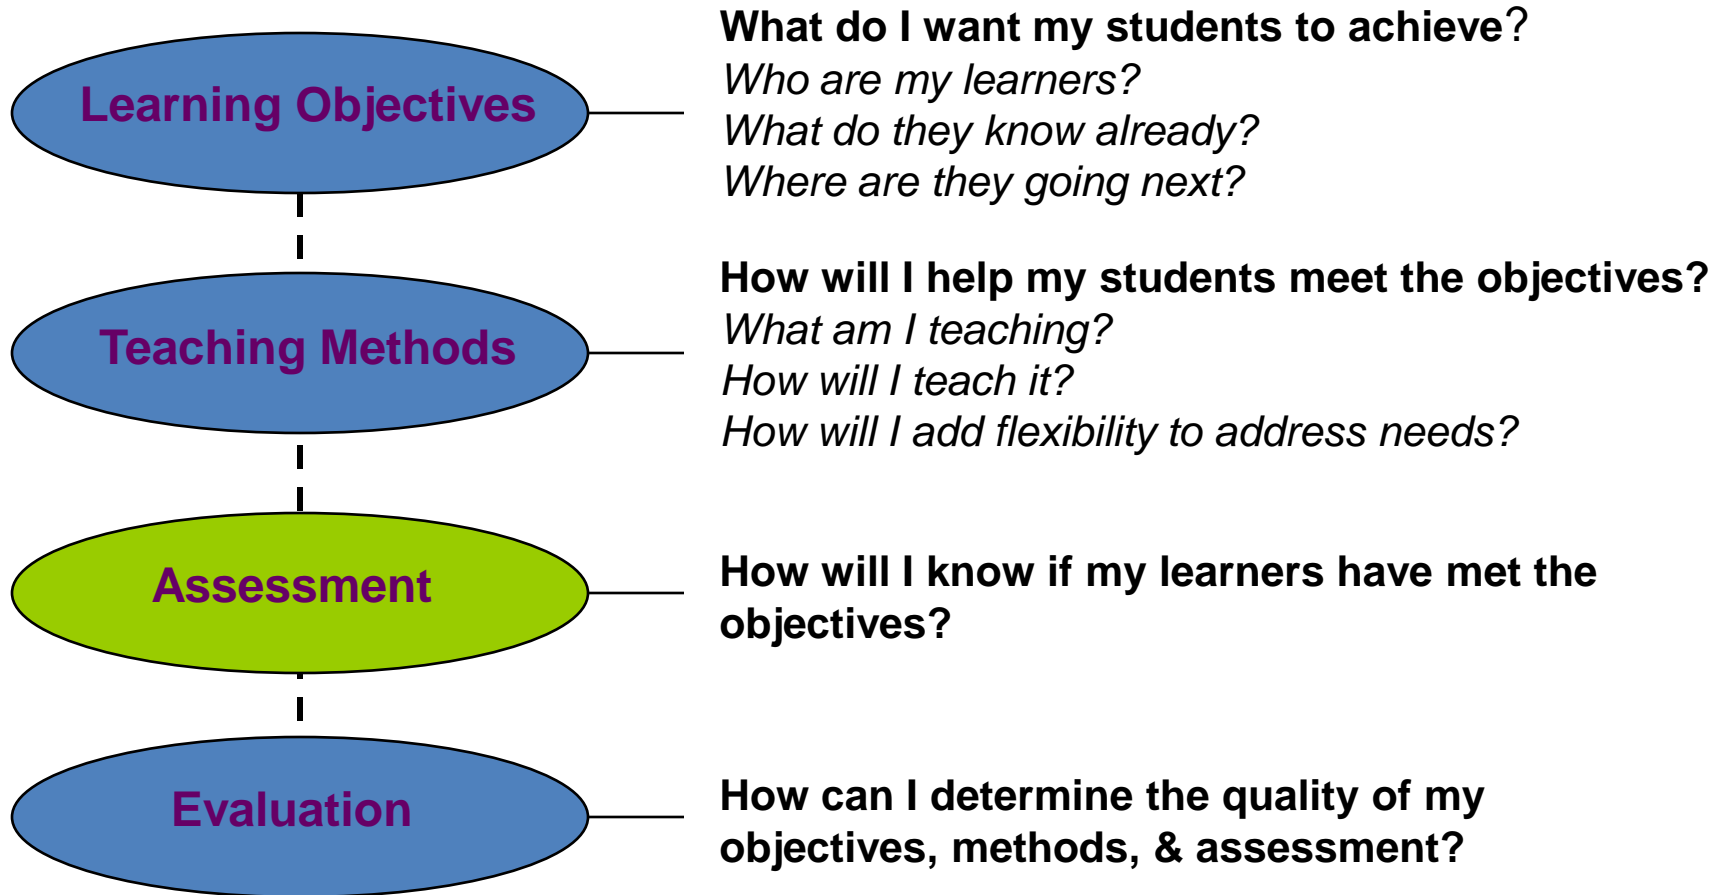 Learning Objectives
What do I want my students to achieve?
Who are my learners?
What do they know already?
Where are they going next?
Teaching Methods
How will I help my students meet the objectives?
What am I teaching?
How will I teach it?
How will I add flexibility to address needs?
Assessment
How will I know if my learners have met the
objectives?
Evaluation
How can I determine the quality of my
objectives, methods, & assessment?